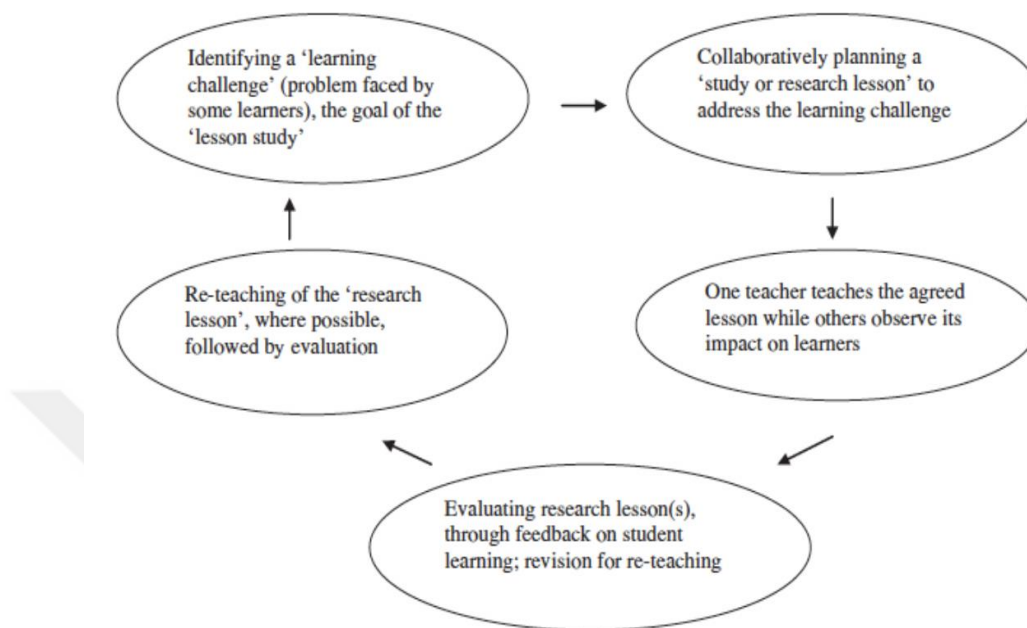 Identifying a ‘learning
challenge’ (problem faced by
some learners), the goal of the
‘lesson study’
Collaboratively planning a
‘study or research lesson’ to
address the learning challenge
One teacher teaches the agreed
lesson while others observe its
impact on learners
Evaluating research lesson(s),
through feedback on student
learning; revision for re-teaching
Re-teaching of the ‘research
lesson’, where possible,
followed by evaluation